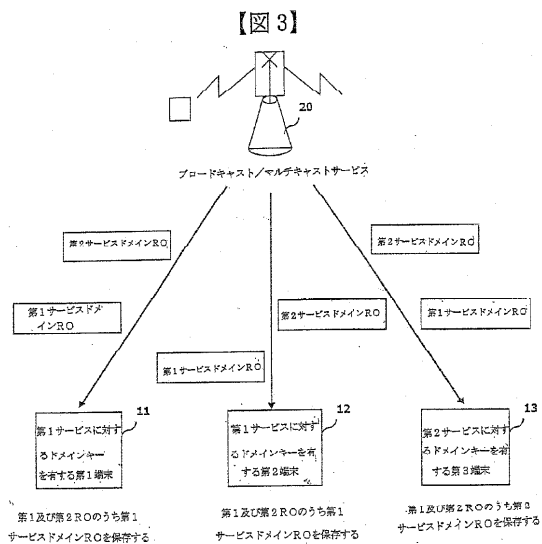 【図3】
20
ブロードキャスト/マルチキャストサービス
第2サービスドメインRO
第2サービスドメインRO
第1サービスドメ
インRO
第2サービスドメインRO
第1サービスドメインRO
第1サービスドメインRO
11
12
13
第1サービスに対す
るドメインキー
を有する第1端末
第1サービスに対す
るドメインキーを有
する第2端末
第2サービスに対す
るドメインキーを有
する第3端末
第1及び第2ROのうち第1
サービスドメインROを保存する
第1及び第2ROのうち第1
サービスドメインROを保存する
第1及び第2ROのうち第2
サービスドメインROを保存する